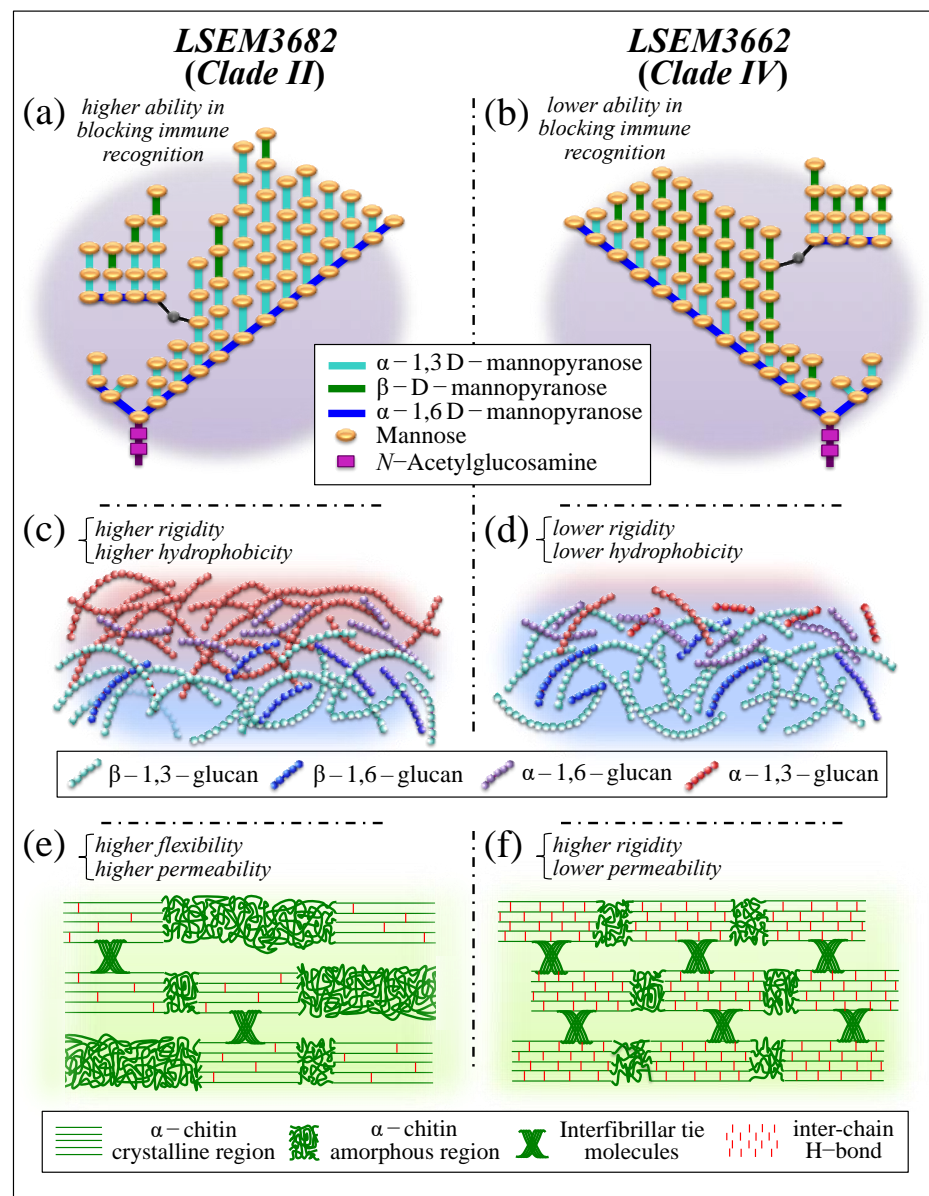 LSEM3682
(Clade II)
LSEM3662
(Clade IV)
(a)
higher ability in
blocking immune
recognition
(b)
lower ability in
blocking immune
recognition
α−1,3 D−mannopyranose
β−D−mannopyranose
α−1,6 D−mannopyranose
Mannose
N−Acetylglucosamine
(c)
higher rigidity
higher hydrophobicity
(d)
lower rigidity
lower hydrophobicity
β−1,3−glucan
β−1,6−glucan
α−1,6−glucan
α−1,3−glucan
(e)
higher flexibility
higher permeability
(f)
higher rigidity
lower permeability
α−chitin
crystalline region
α−chitin
amorphous region
Interfibrillar tie
molecules
inter-chain
H−bond